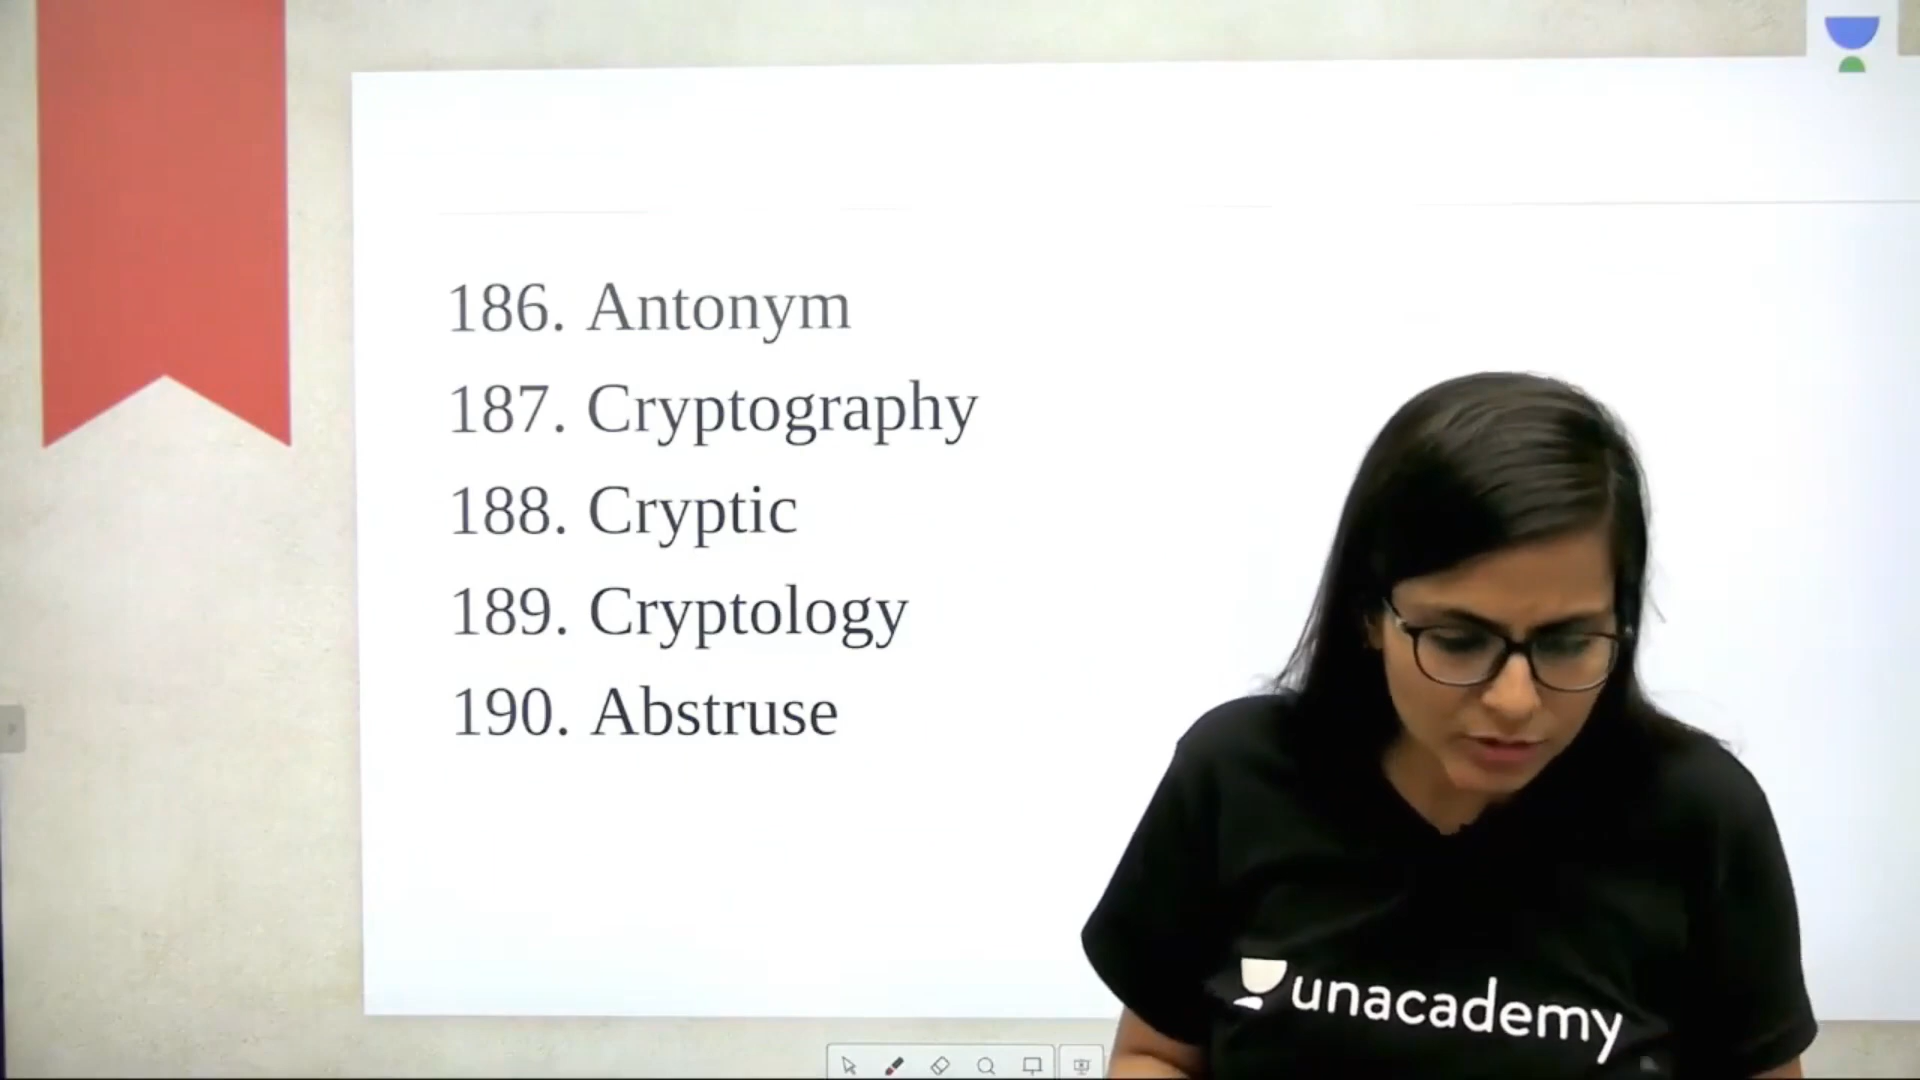 186. Antonym
187. Cryptography
188. Cryptic
189. Cryptology
190. Abstruse
unacademy